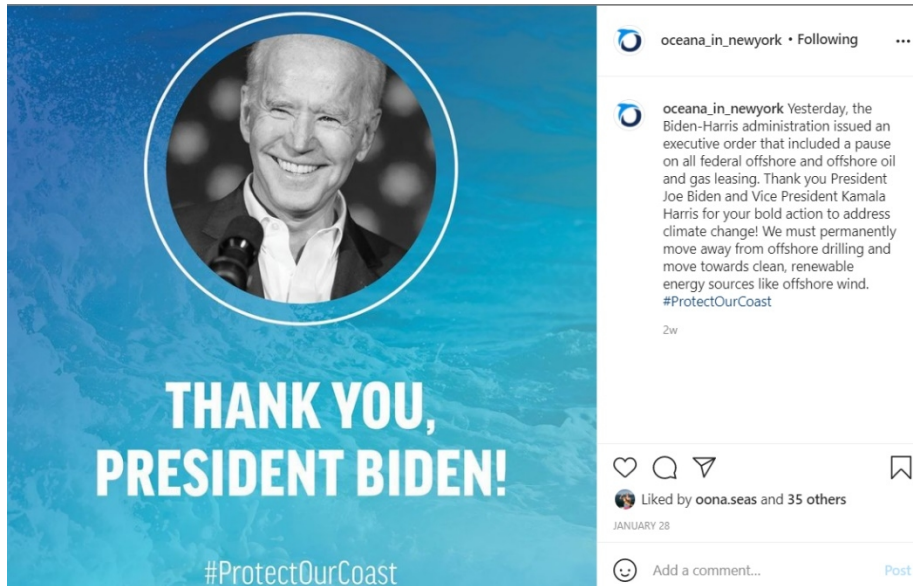 THANK YOU,
PRESIDENT BIDEN!
#ProtectOurCoast
oceana_in_newyork • Following
oceana_in_newyork Yesterday, the
Biden-Harris administration issued an
executive order that included a pause
on all federal offshore and offshore oil
and gas leasing. Thank you President
Joe Biden and Vice President Kamala
Harris for your bold action to address
climate change! We must permanently
move away from offshore drilling and
move towards clean, renewable
energy sources like offshore wind.
#ProtectOurCoast
2w
Liked by oona.seas and 35 others
JANUARY 28
Add a comment...
Post